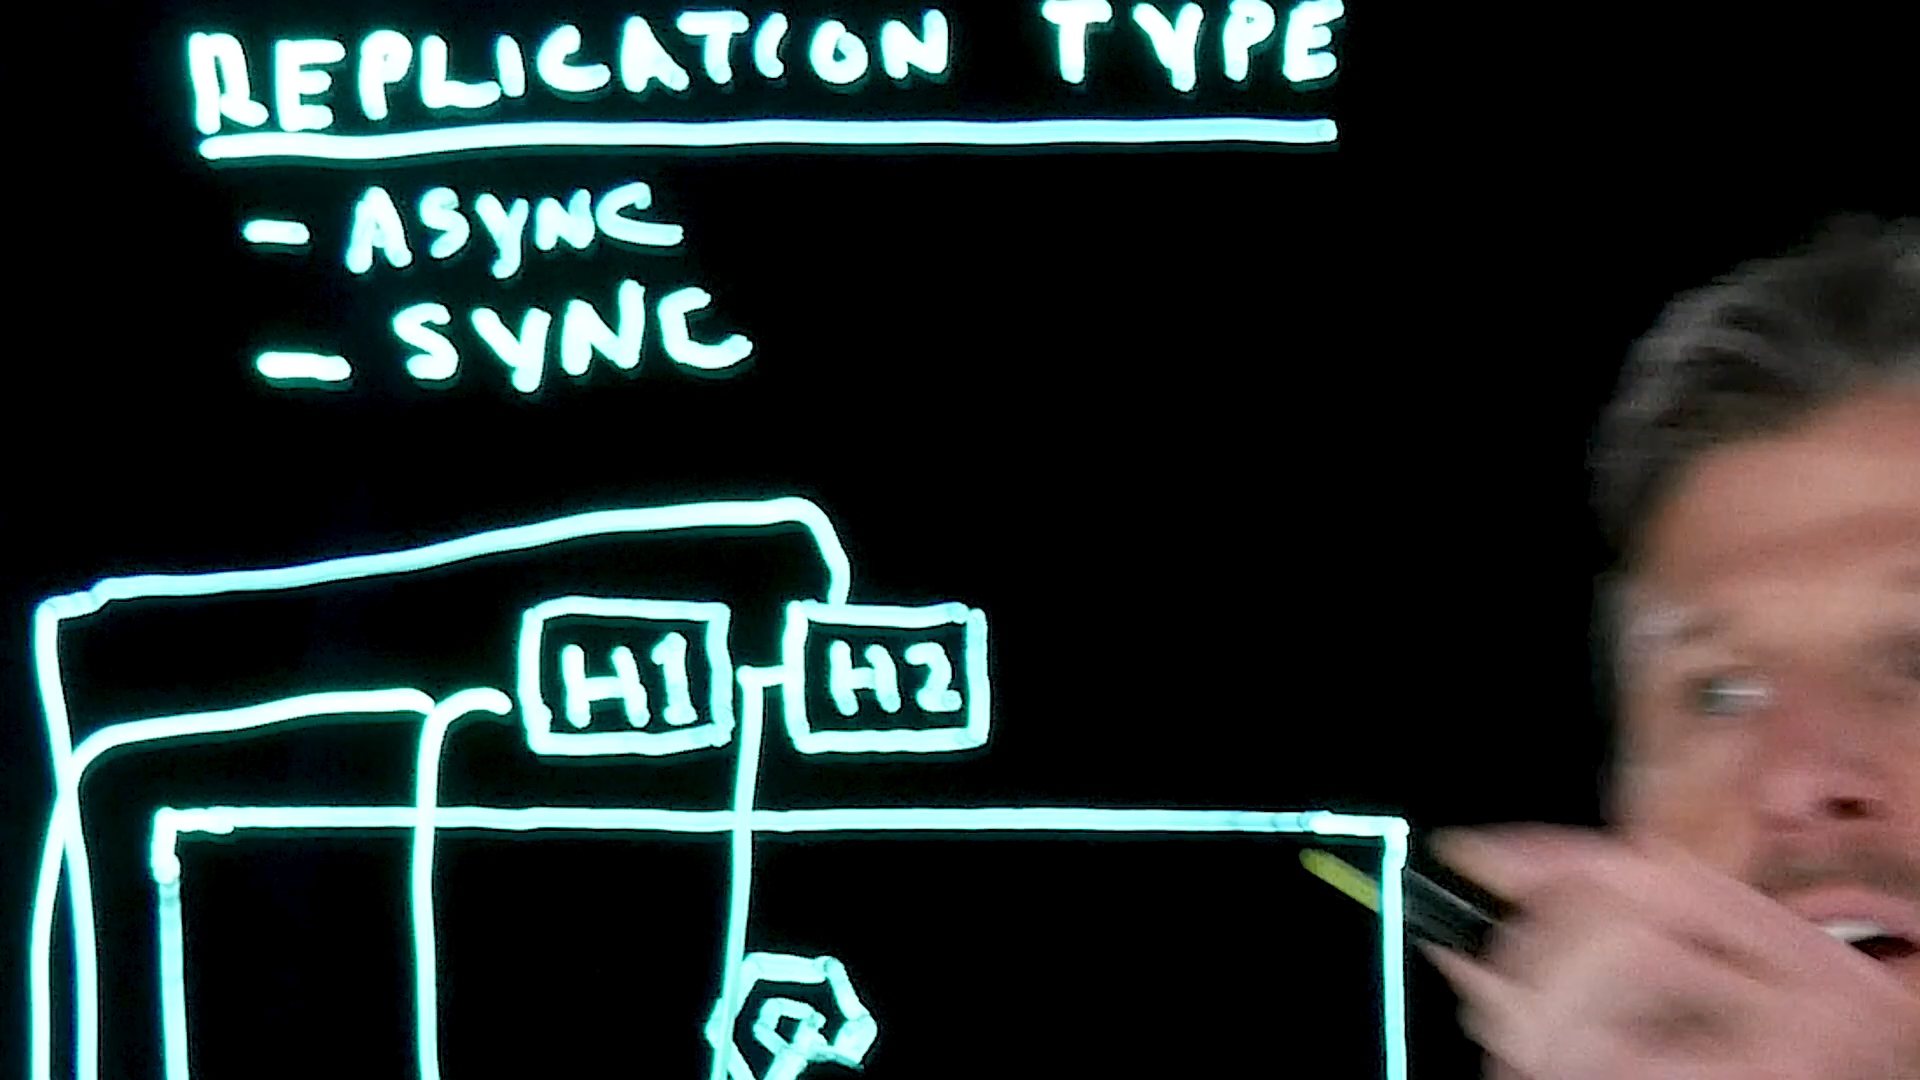 REPLICATION TYPE
- ASYNC
- SYNC
H1 H2